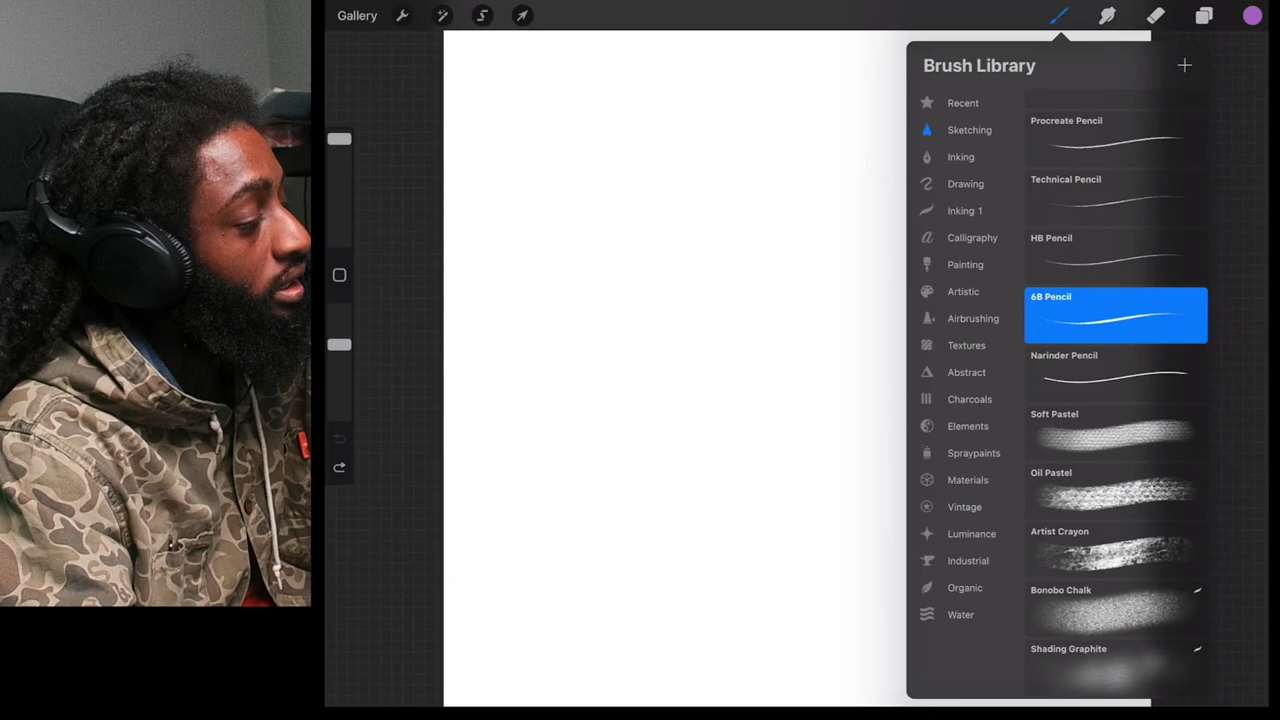 Gallery
Brush Library
Recent
Sketching
Inking
Drawing
Inking 1
Calligraphy
Painting
Artistic
Airbrushing
Textures
Abstract
Charcoals
Elements
Spraypaints
Materials
Vintage
Luminance
Industrial
Organic
Water
Procreate Pencil
Technical Pencil
HB Pencil
6B Pencil
Narinder Pencil
Soft Pastel
Oil Pastel
Artist Crayon
Bonobo Chalk
Shading Graphite